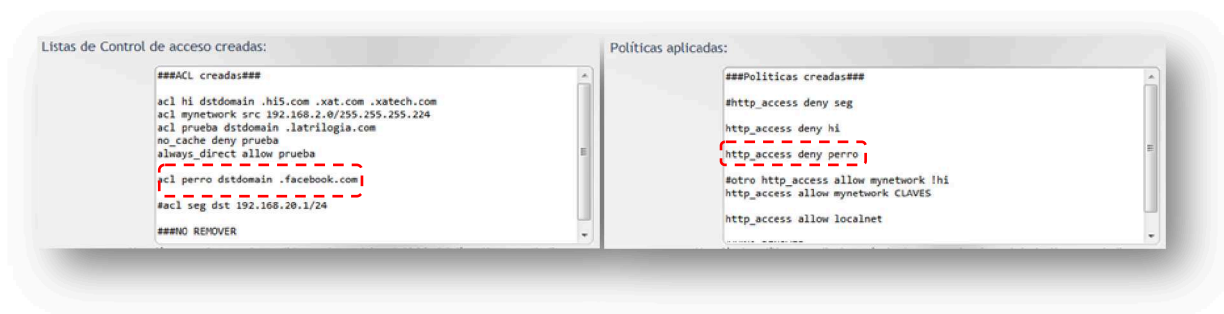 Listas de Control de acceso creadas:
###ACL creadas###
acl hi dstdomain .hi5.com .xat.com .xatech.com
acl mynetwork src 192.168.2.0/255.255.255.224
acl prueba dstdomain .latrilogia.com
no_cache deny prueba
always_direct allow prueba
acl perro dstdomain .facebook.com
#acl seg dst 192.168.20.1/24
###NO REMOVER
Políticas aplicadas:
###Politicas creadas###
#http_access deny seg
http_access deny hi
http_access deny perro
#otro http_access allow mynetwork !hi
http_access allow mynetwork CLAVES
http_access allow localnet